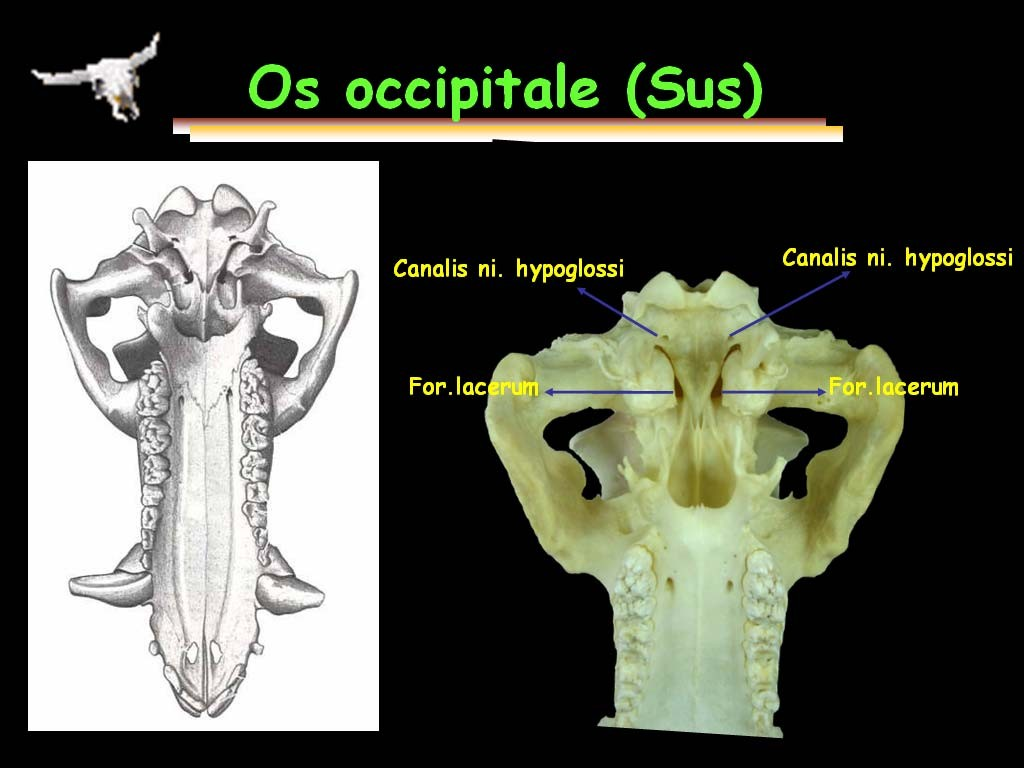 Os occipitale (Sus)
Canalis ni. hypoglossi
Canalis ni. hypoglossi
For.lacerum
For.lacerum